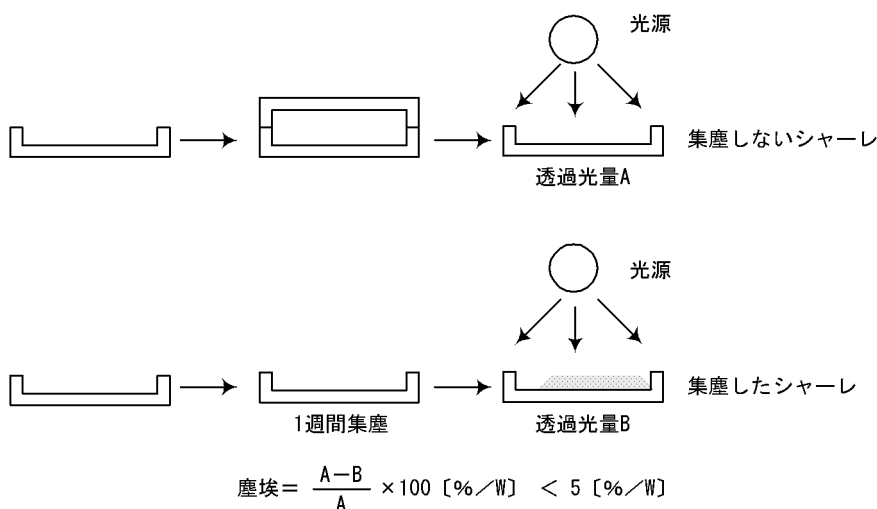 光源
集塵しないシャーレ
透過光量A
光源
集塵したシャーレ
1週間集塵
透過光量B
塵埃＝ A－B／A ×100〔％／W〕 ＜ 5〔％／W〕